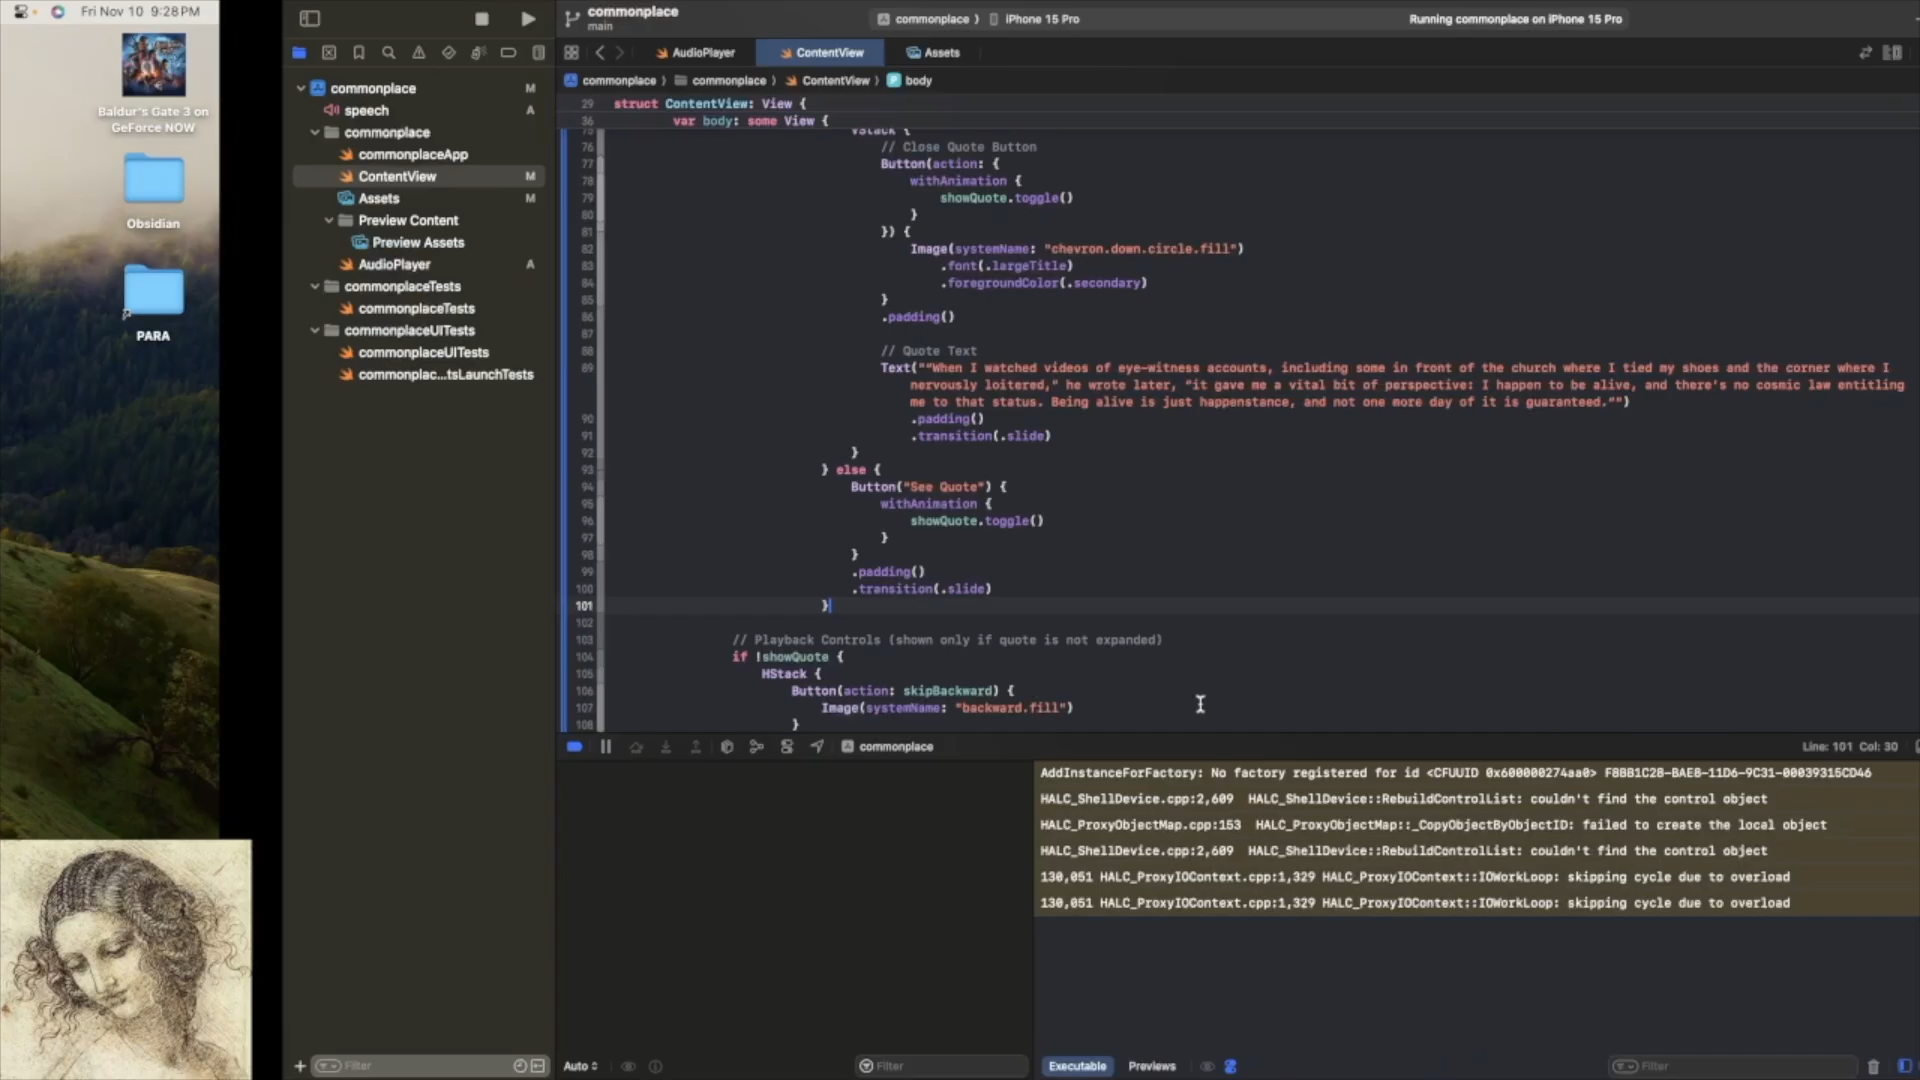 Fri Nov 10 9:28 PM
Baldur's Gate 3 on
GeForce NOW
Obsidian
PARA
commonplace M
speech A
commonplace
commonplaceApp
ContentView M
Assets M
Preview Content
Preview Assets
AudioPlayer A
commonplaceTests
commonplaceTests
commonplaceUITests
commonplaceUITests
commonplac...tsLaunchTests
Filter
commonplace
main
commonplace
iPhone 15 Pro
Running commonplace on iPhone 15 Pro
AudioPlayer
ContentView
Assets
commonplace
commonplace
ContentView
body
29 struct ContentView: View {
36 var body: some View {
75 VStack {
76 // Close Quote Button
77 Button(action: {
78 withAnimation {
79 showQuote.toggle()
80 }
81 }) {
82 Image(systemName: "chevron.down.circle.fill")
83 .font(.largeTitle)
84 .foregroundColor(.secondary)
85 }
86 .padding()
87
88 // Quote Text
89 Text("“When I watched videos of eye-witness accounts, including some in front of the church where I tied my shoes and the corner where I
nervously loitered,” he wrote later, “it gave me a vital bit of perspective: I happen to be alive, and there’s no cosmic law entitling
me to that status. Being alive is just happenstance, and not one more day of it is guaranteed.”")
90 .padding()
91 .transition(.slide)
92 }
93 } else {
94 Button("See Quote") {
95 withAnimation {
96 showQuote.toggle()
97 }
98 }
99 .padding()
100 .transition(.slide)
101 }
102
103 // Playback Controls (shown only if quote is not expanded)
104 if !showQuote {
105 HStack {
106 Button(action: skipBackward) {
107 Image(systemName: "backward.fill")
108 }
commonplace
Line: 101 Col: 30
AddInstanceForFactory: No factory registered for id <CFUUID 0x600000274aa0> F8BB1C28-BAE8-11D6-9C31-00039315CD46
HALC_ShellDevice.cpp:2,609 HALC_ShellDevice::RebuildControlList: couldn't find the control object
HALC_ProxyObjectMap.cpp:153 HALC_ProxyObjectMap::_CopyObjectByObjectID: failed to create the local object
HALC_ShellDevice.cpp:2,609 HALC_ShellDevice::RebuildControlList: couldn't find the control object
130,051 HALC_ProxyIOContext.cpp:1,329 HALC_ProxyIOContext::IOWorkLoop: skipping cycle due to overload
130,051 HALC_ProxyIOContext.cpp:1,329 HALC_ProxyIOContext::IOWorkLoop: skipping cycle due to overload
Auto
Filter
Executable
Previews
Filter